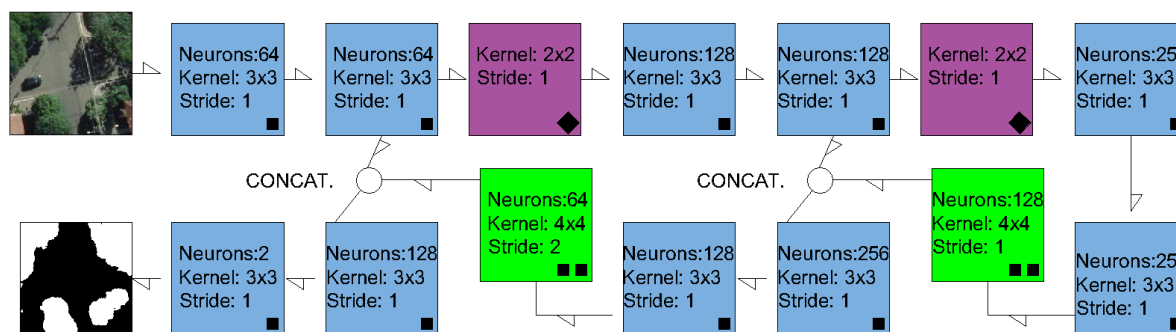 Neurons:64
Kernel: 3x3
Stride: 1
Neurons:64
Kernel: 3x3
Stride: 1
Kernel: 2x2
Stride: 1
Neurons:128
Kernel: 3x3
Stride: 1
Neurons:128
Kernel: 3x3
Stride: 1
Kernel: 2x2
Stride: 1
Neurons:25
Kernel: 3x3
Stride: 1
CONCAT.
Neurons:64
Kernel: 4x4
Stride: 2
CONCAT.
Neurons:128
Kernel: 4x4
Stride: 1
Neurons:2
Kernel: 3x3
Stride: 1
Neurons:128
Kernel: 3x3
Stride: 1
Neurons:128
Kernel: 3x3
Stride: 1
Neurons:256
Kernel: 3x3
Stride: 1
Neurons:25
Kernel: 3x3
Stride: 1